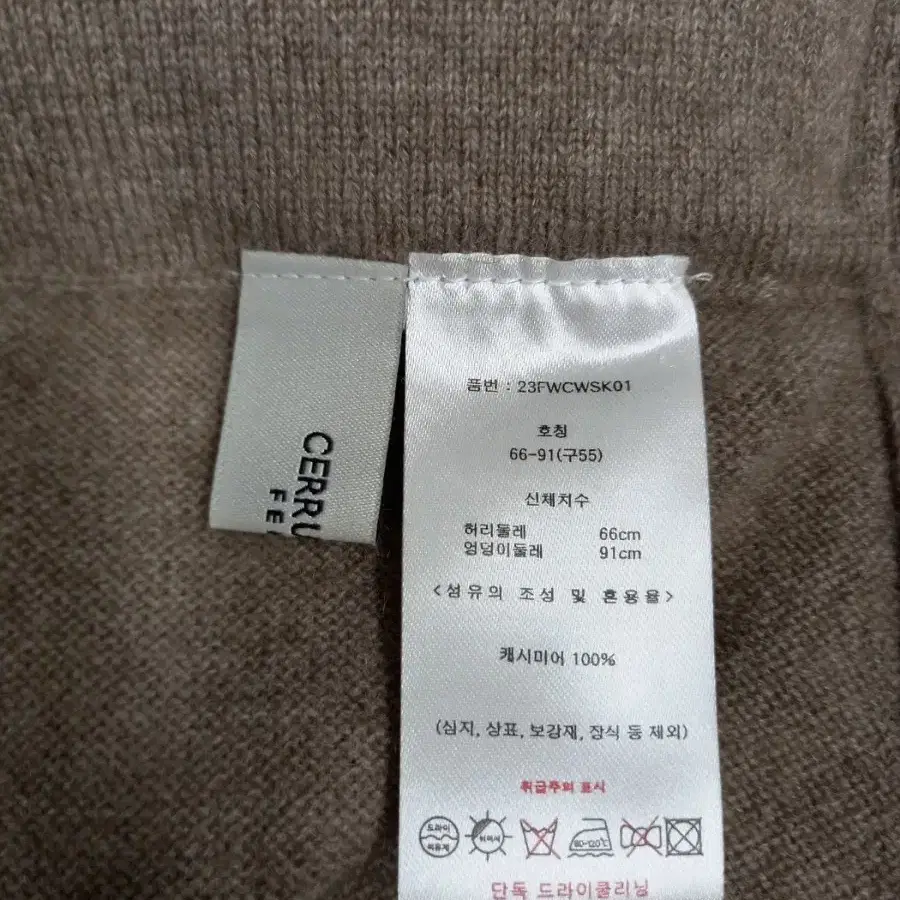 CERRU
FE
품번 : 23FWCWSK01
호칭
66-91(구55)
신체치수
허리둘레 66cm
엉덩이둘레 91cm
<섬유의 조성 및 혼용율>
캐시미어 100%
(심지, 상표, 보강재, 장식 등 제외)
취급주의 표시
드라이
석유제
80-120℃
단독 드라이클리닝